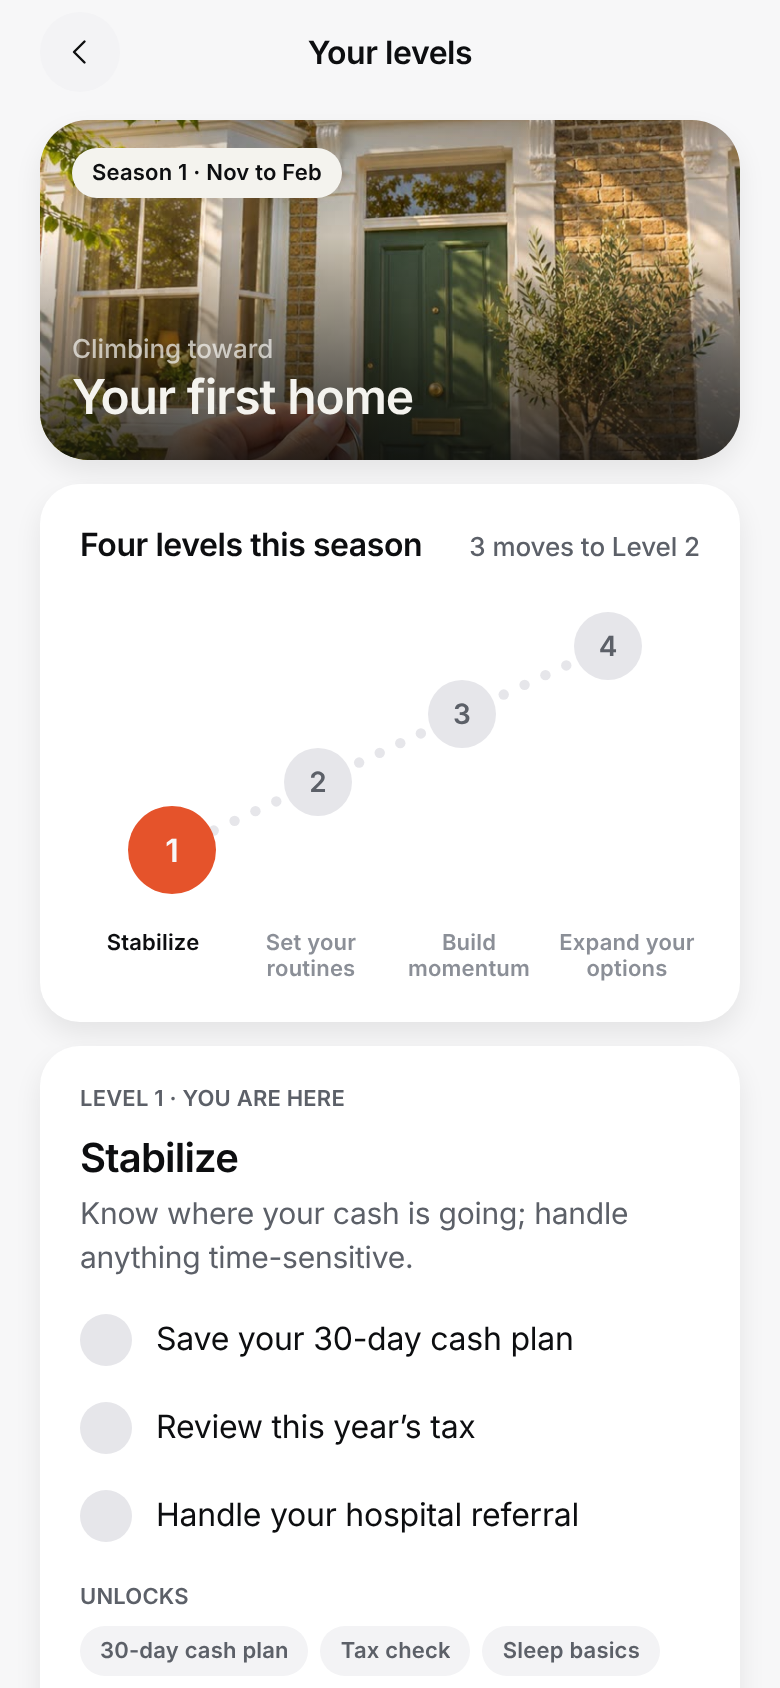 Your levels
Season 1 · Nov to Feb
Climbing toward
Your first home
Four levels this season
3 moves to Level 2
4
3
2
1
Stabilize
Set your
routines
Build
momentum
Expand your
options
LEVEL 1 · YOU ARE HERE
Stabilize
Know where your cash is going; handle
anything time-sensitive.
Save your 30-day cash plan
Review this year’s tax
Handle your hospital referral
UNLOCKS
30-day cash plan
Tax check
Sleep basics